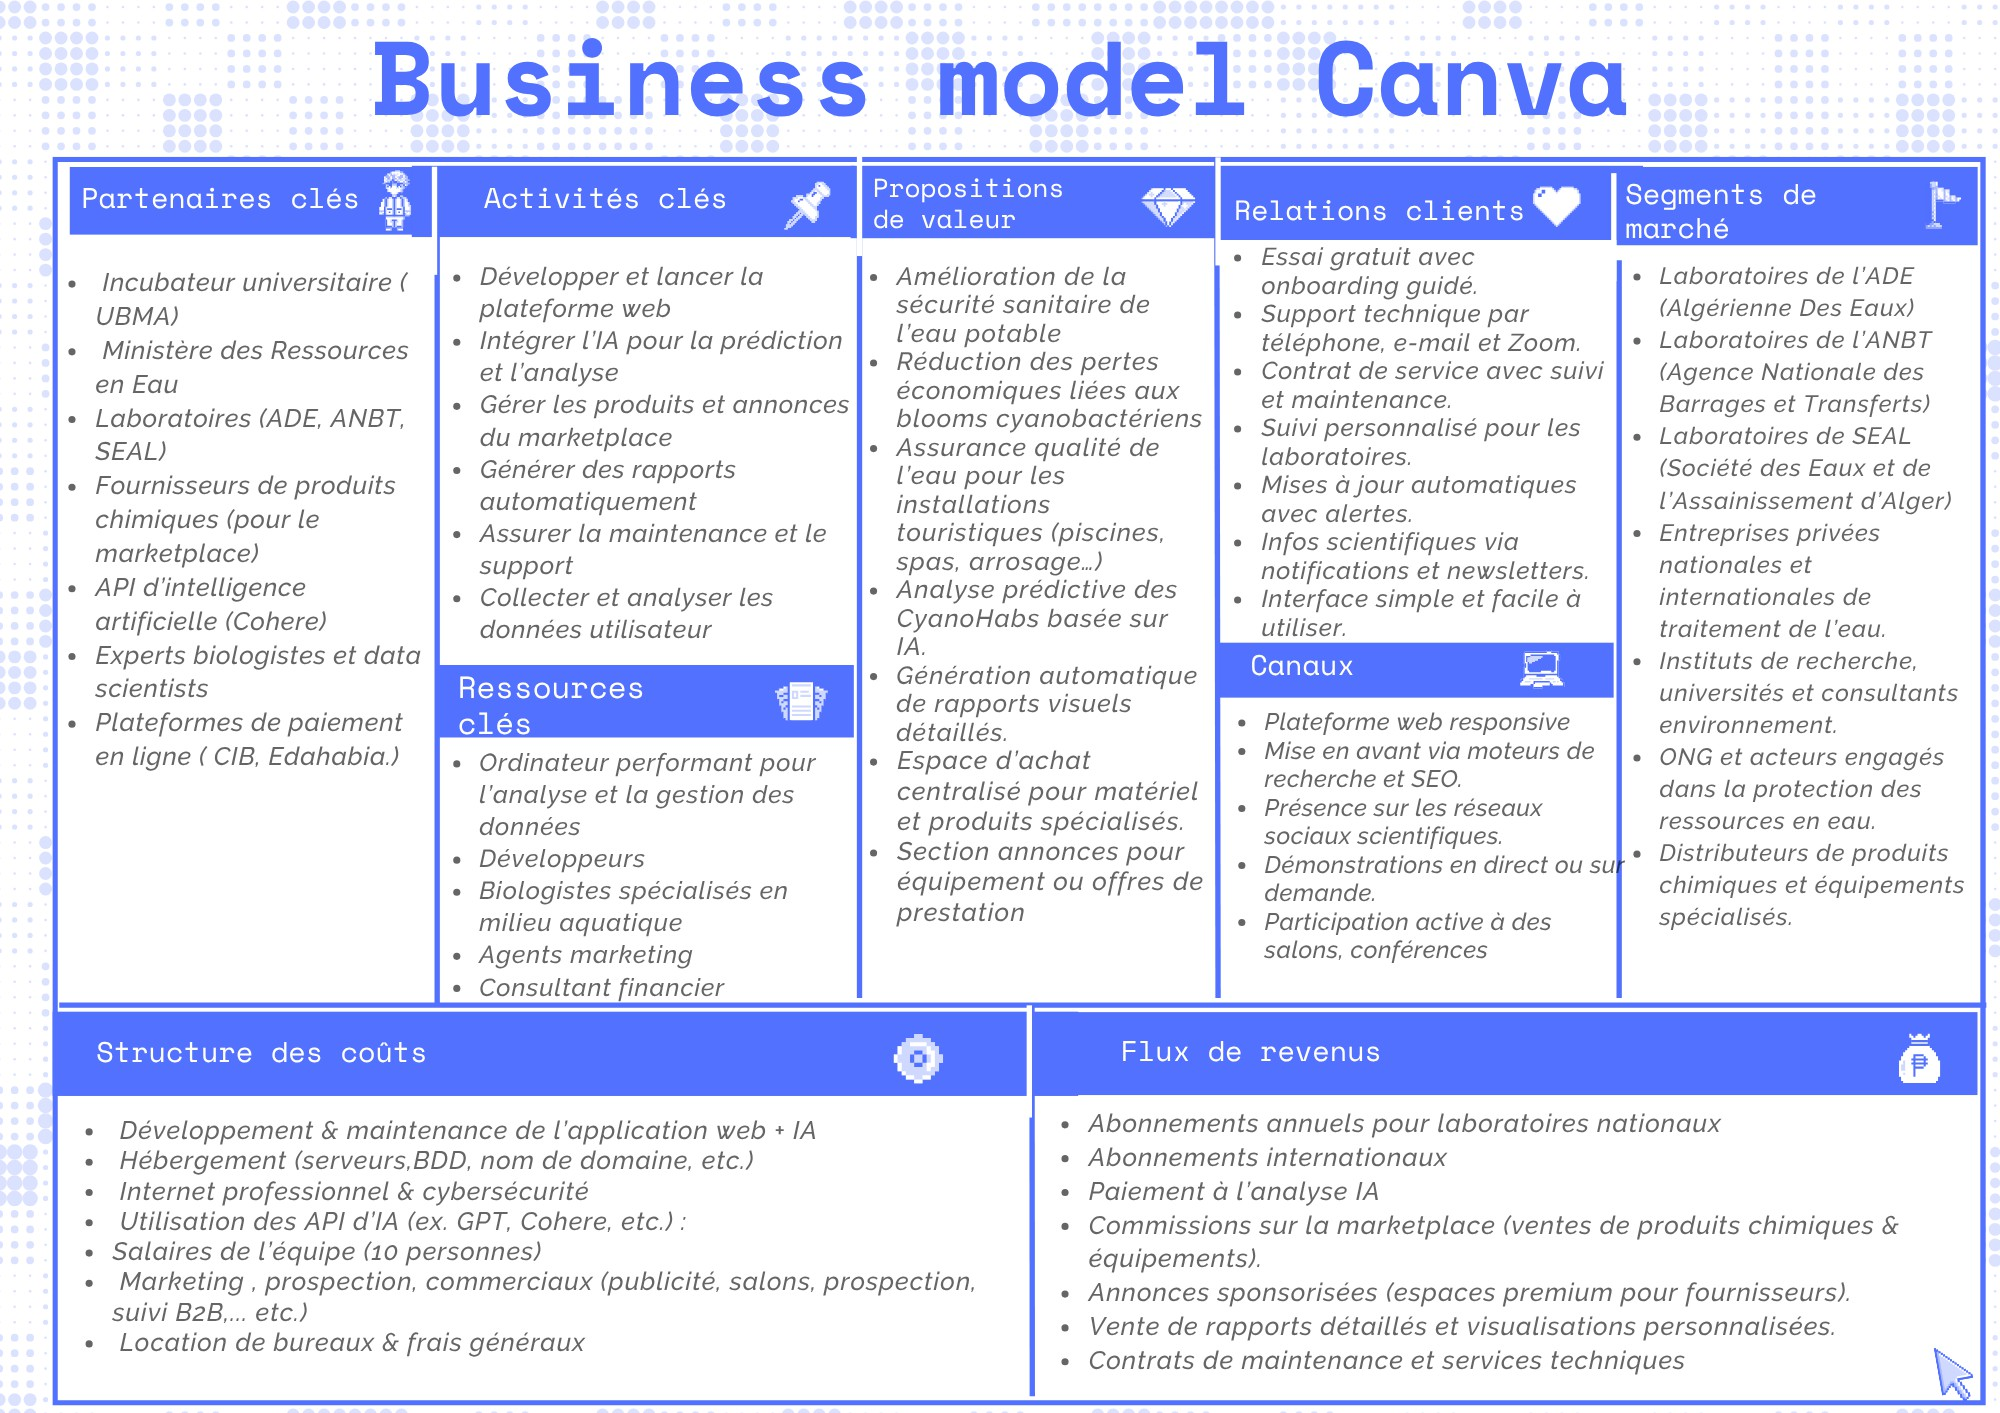 Business model Canva
Partenaires clés
Incubateur universitaire (
UBMA)
Ministère des Ressources
en Eau
Laboratoires (ADE, ANBT,
SEAL)
Fournisseurs de produits
chimiques (pour le
marketplace)
API d'intelligence
artificielle (Cohere)
Experts biologistes et data
scientists
Plateformes de paiement
en ligne ( CIB, Edahabia.)
Activités clés
Développer et lancer la
plateforme web
Intégrer l'IA pour la prédiction
et l'analyse
Gérer les produits et annonces
du marketplace
Générer des rapports
automatiquement
Assurer la maintenance et le
support
Collecter et analyser les
données utilisateur
Ressources
clés
Ordinateur performant pour
l'analyse et la gestion des
données
Développeurs
Biologistes spécialisés en
milieu aquatique
Agents marketing
Consultant financier
Propositions
de valeur
Amélioration de la
sécurité sanitaire de
l'eau potable
Réduction des pertes
économiques liées aux
blooms cyanobactériens
Assurance qualité de
l'eau pour les
installations
touristiques (piscines,
spas, arrosage…)
Analyse prédictive des
CyanoHabs basée sur
IA.
Génération automatique
de rapports visuels
détaillés.
Espace d'achat
centralisé pour matériel
et produits spécialisés.
Section annonces pour
équipement ou offres de
prestation
Relations clients
Essai gratuit avec
onboarding guidé.
Support technique par
téléphone, e-mail et Zoom.
Contrat de service avec suivi
et maintenance.
Suivi personnalisé pour les
laboratoires.
Mises à jour automatiques
avec alertes.
Infos scientifiques via
notifications et newsletters.
Interface simple et facile à
utiliser.
Canaux
Plateforme web responsive
Mise en avant via moteurs de
recherche et SEO.
Présence sur les réseaux
sociaux scientifiques.
Démonstrations en direct ou sur
demande.
Participation active à des
salons, conférences
Segments de
marché
Laboratoires de l'ADE
(Algérienne Des Eaux)
Laboratoires de l'ANBT
(Agence Nationale des
Barrages et Transferts)
Laboratoires de SEAL
(Société des Eaux et de
l'Assainissement d'Alger)
Entreprises privées
nationales et
internationales de
traitement de l'eau.
Instituts de recherche,
universités et consultants
environnement.
ONG et acteurs engagés
dans la protection des
ressources en eau.
Distributeurs de produits
chimiques et équipements
spécialisés.
Structure des coûts
Développement & maintenance de l'application web + IA
Hébergement (serveurs,BDD, nom de domaine, etc.)
Internet professionnel & cybersécurité
Utilisation des API d'IA (ex. GPT, Cohere, etc.) :
Salaires de l'équipe (10 personnes)
Marketing , prospection, commerciaux (publicité, salons, prospection,
suivi B2B,... etc.)
Location de bureaux & frais généraux
Flux de revenus
Abonnements annuels pour laboratoires nationaux
Abonnements internationaux
Paiement à l'analyse IA
Commissions sur la marketplace (ventes de produits chimiques &
équipements).
Annonces sponsorisées (espaces premium pour fournisseurs).
Vente de rapports détaillés et visualisations personnalisées.
Contrats de maintenance et services techniques